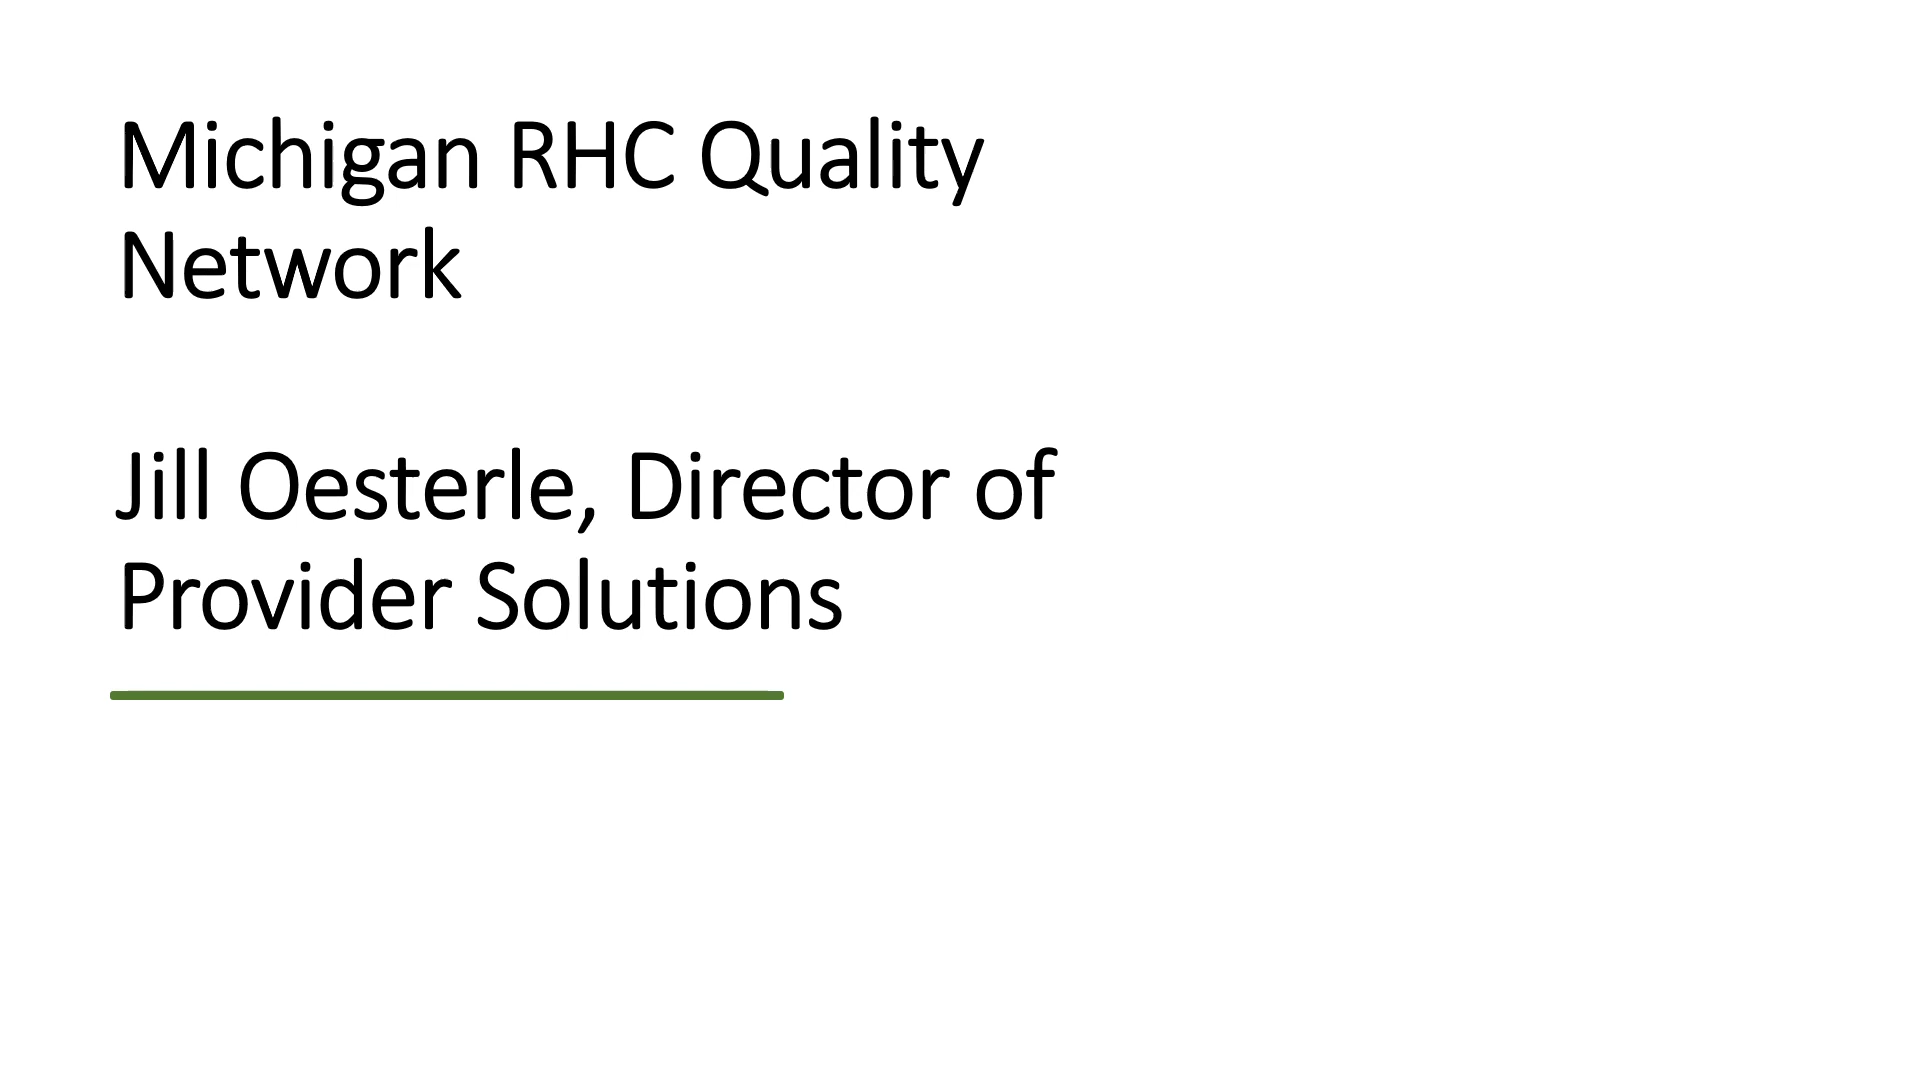 Michigan RHC Quality
Network
Jill Oesterle, Director of
Provider Solutions